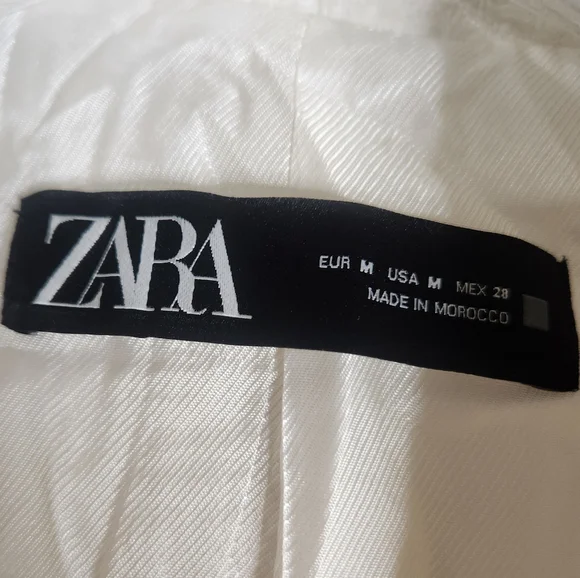 ZARA
EUR M USA M MEX 28
MADE IN MOROCCO